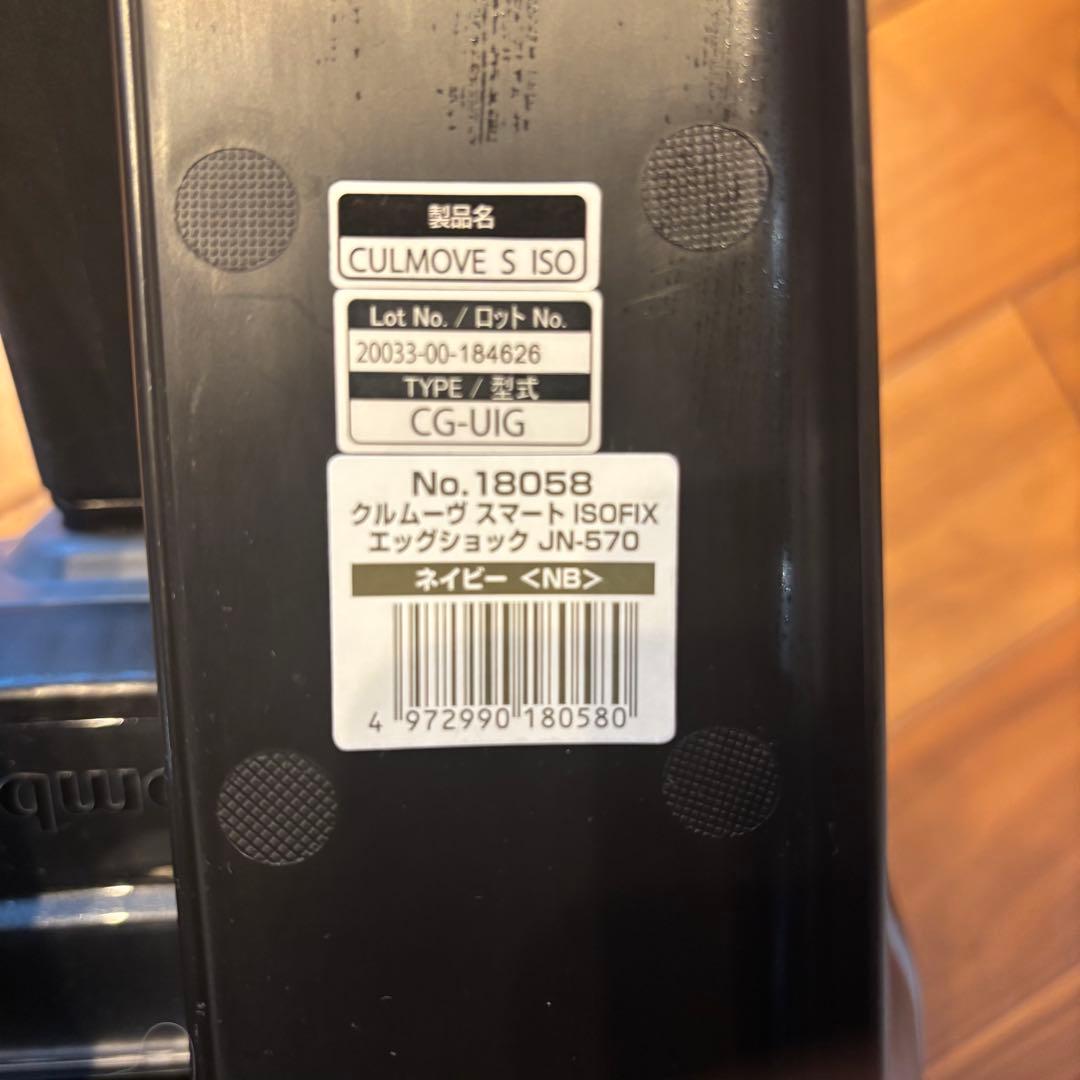 製品名
CULMOVE S ISO
Lot No. / ロット No.
20033-00-184626
TYPE / 型式
CG-UIG
No.18058
クルムーヴ スマート ISOFIX
エッグショック JN-570
ネイビー <NB>
4 972990 180580